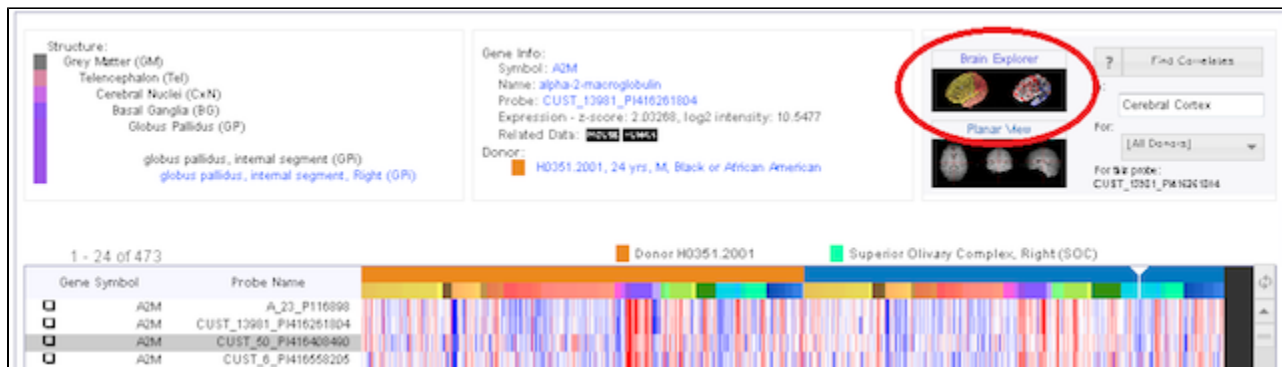 Structure:
Grey Matter (GM)
Telencephalon (Tel)
Cerebral Nuclei (CxN)
Basal Ganglia (BG)
Globus Pallidus (GP)
globus pallidus, internal segment (GPi)
globus pallidus, internal segment, Right (GPi)
Gene Info:
Symbol: A2M
Name: alpha-2-macroglobulin
Probe: CUST_13981_PI416261804
Expression - z-score: 2.03268, log2 intensity: 10.5477
Related Data: MOUSE HUMAN
Donor:
H0351.2001, 24 yrs, M, Black or African American
Brain Explorer
Planar View
? Find Correlates
Cerebral Cortex
For:
[All Donors]
For this probe:
CUST_13981_PI416261804
1 - 24 of 473
Donor H0351.2001 Superior Olivary Complex, Right (SOC)
Gene Symbol Probe Name
A2M A_23_P116898
A2M CUST_13981_PI416261804
A2M CUST_50_PI416408490
A2M CUST_6_PI416558205